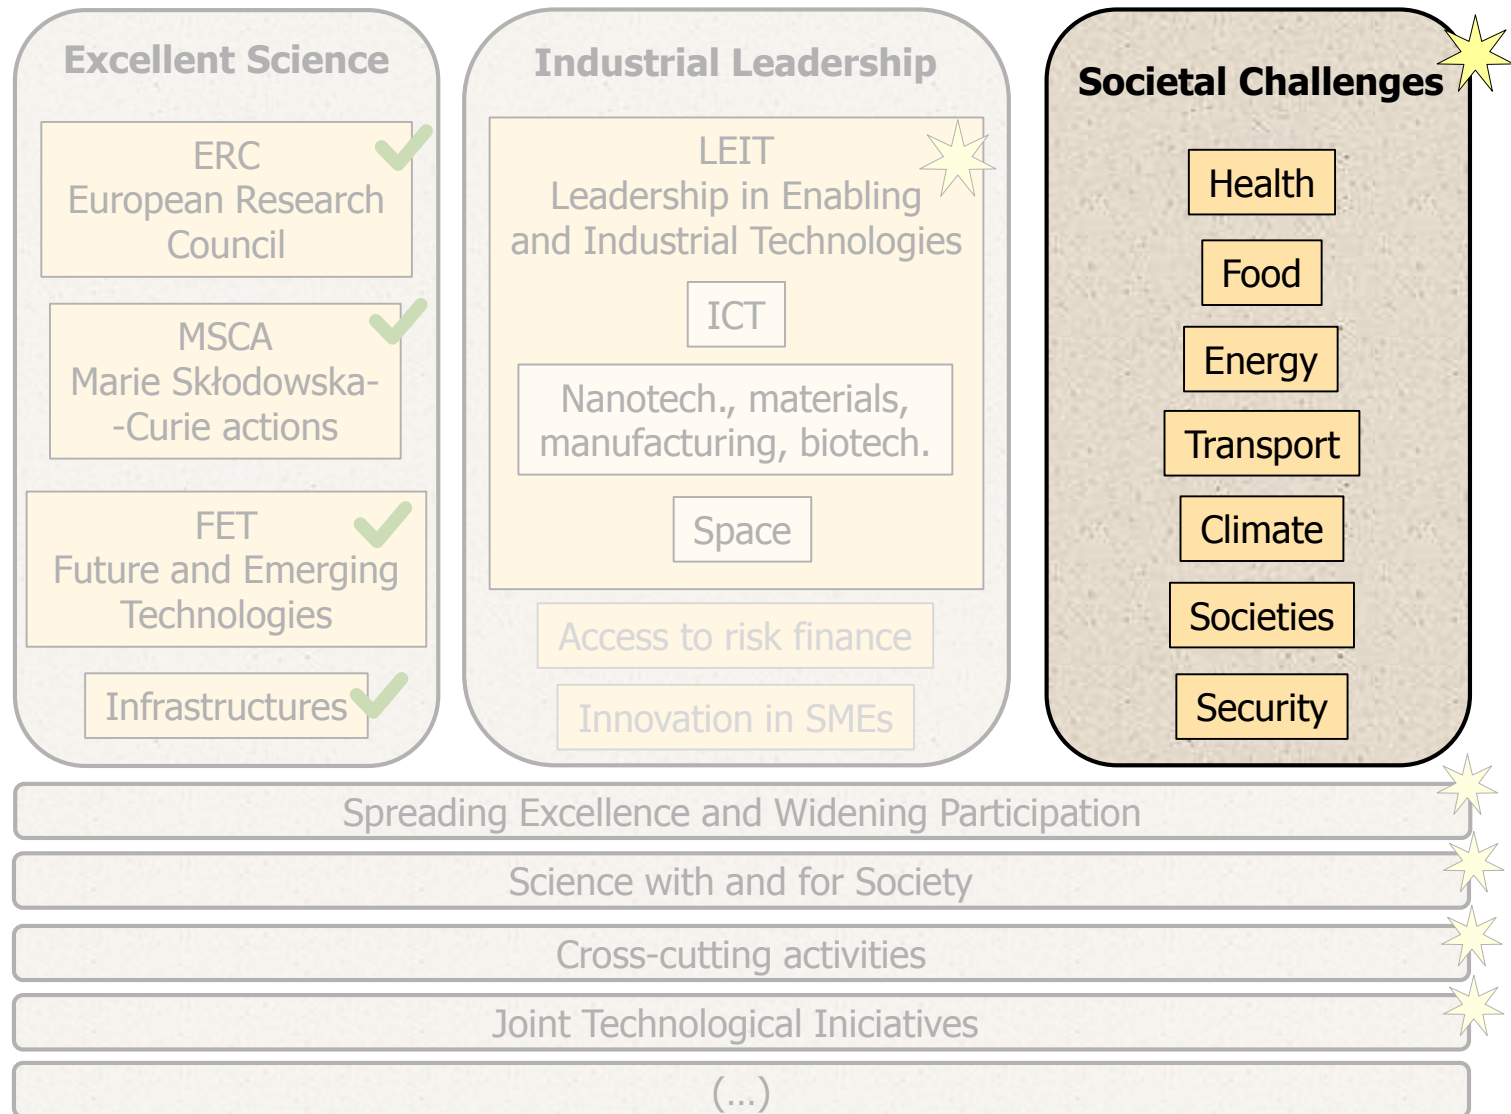 Excellent Science
ERC
European Research
Council
MSCA
Marie Skłodowska-
-Curie actions
FET
Future and Emerging
Technologies
Infrastructures
Industrial Leadership
LEIT
Leadership in Enabling
and Industrial Technologies
ICT
Nanotech., materials,
manufacturing, biotech.
Space
Access to risk finance
Innovation in SMEs
Societal Challenges
Health
Food
Energy
Transport
Climate
Societies
Security
Spreading Excellence and Widening Participation
Science with and for Society
Cross-cutting activities
Joint Technological Iniciatives
(...)